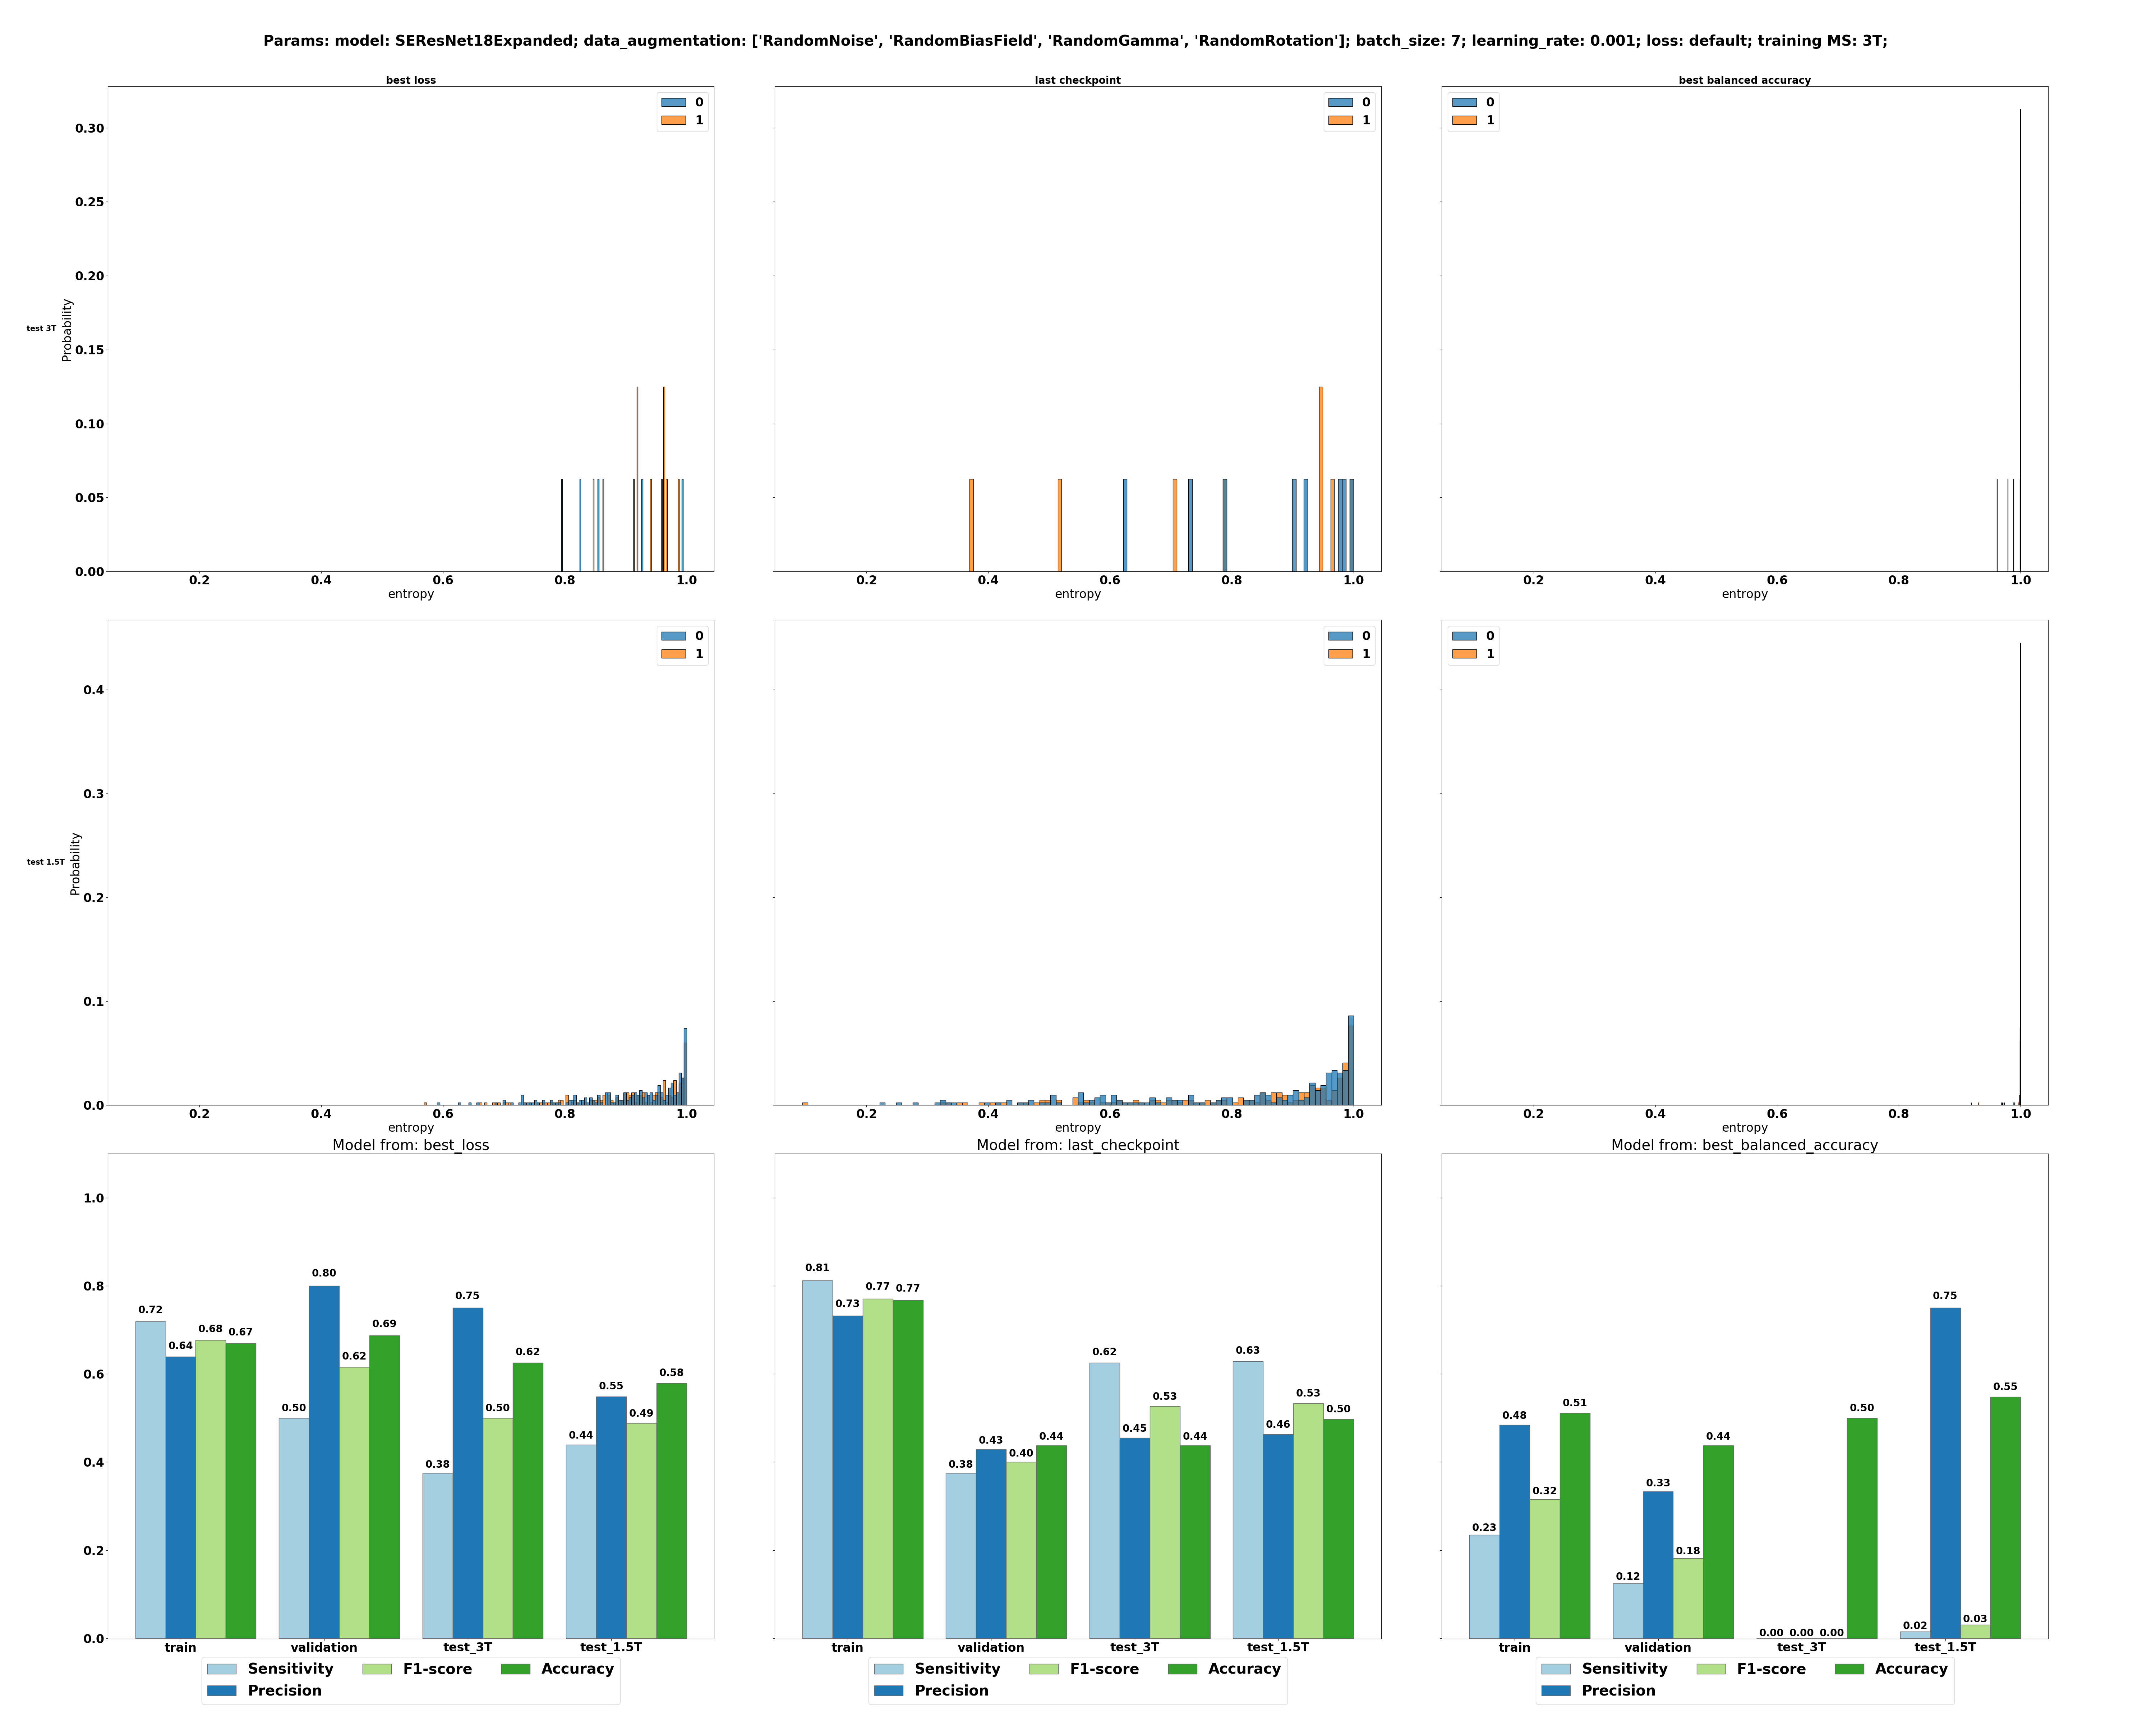 Params: model: SEResNet18Expanded; data_augmentation: ['RandomNoise', 'RandomBiasField', 'RandomGamma', 'RandomRotation']; batch_size: 7; learning_rate: 0.001; loss: default; training MS: 3T;
best loss
0
1
0.30
0.25
0.20
0.15
0.10
0.05
0.00
test 3T
Probability
0.2 0.4 0.6 0.8 1.0
entropy
last checkpoint
0
1
0.2 0.4 0.6 0.8 1.0
entropy
best balanced accuracy
0
1
0.2 0.4 0.6 0.8 1.0
entropy
0
1
0.4
0.3
0.2
0.1
0.0
test 1.5T
Probability
0.2 0.4 0.6 0.8 1.0
entropy
0
1
0.2 0.4 0.6 0.8 1.0
entropy
0
1
0.2 0.4 0.6 0.8 1.0
entropy
Model from: best_loss
1.0
0.8
0.6
0.4
0.2
0.0
0.72 0.64 0.68 0.67
0.50 0.80 0.62 0.69
0.38 0.75 0.50 0.62
0.44 0.55 0.49 0.58
train validation test_3T test_1.5T
Sensitivity F1-score Accuracy
Precision
Model from: last_checkpoint
0.81 0.73 0.77 0.77
0.38 0.43 0.40 0.44
0.62 0.45 0.53 0.44
0.63 0.46 0.53 0.50
train validation test_3T test_1.5T
Sensitivity F1-score Accuracy
Precision
Model from: best_balanced_accuracy
0.23 0.48 0.32 0.51
0.12 0.33 0.18 0.44
0.00 0.00 0.00 0.50
0.02 0.75 0.03 0.55
train validation test_3T test_1.5T
Sensitivity F1-score Accuracy
Precision